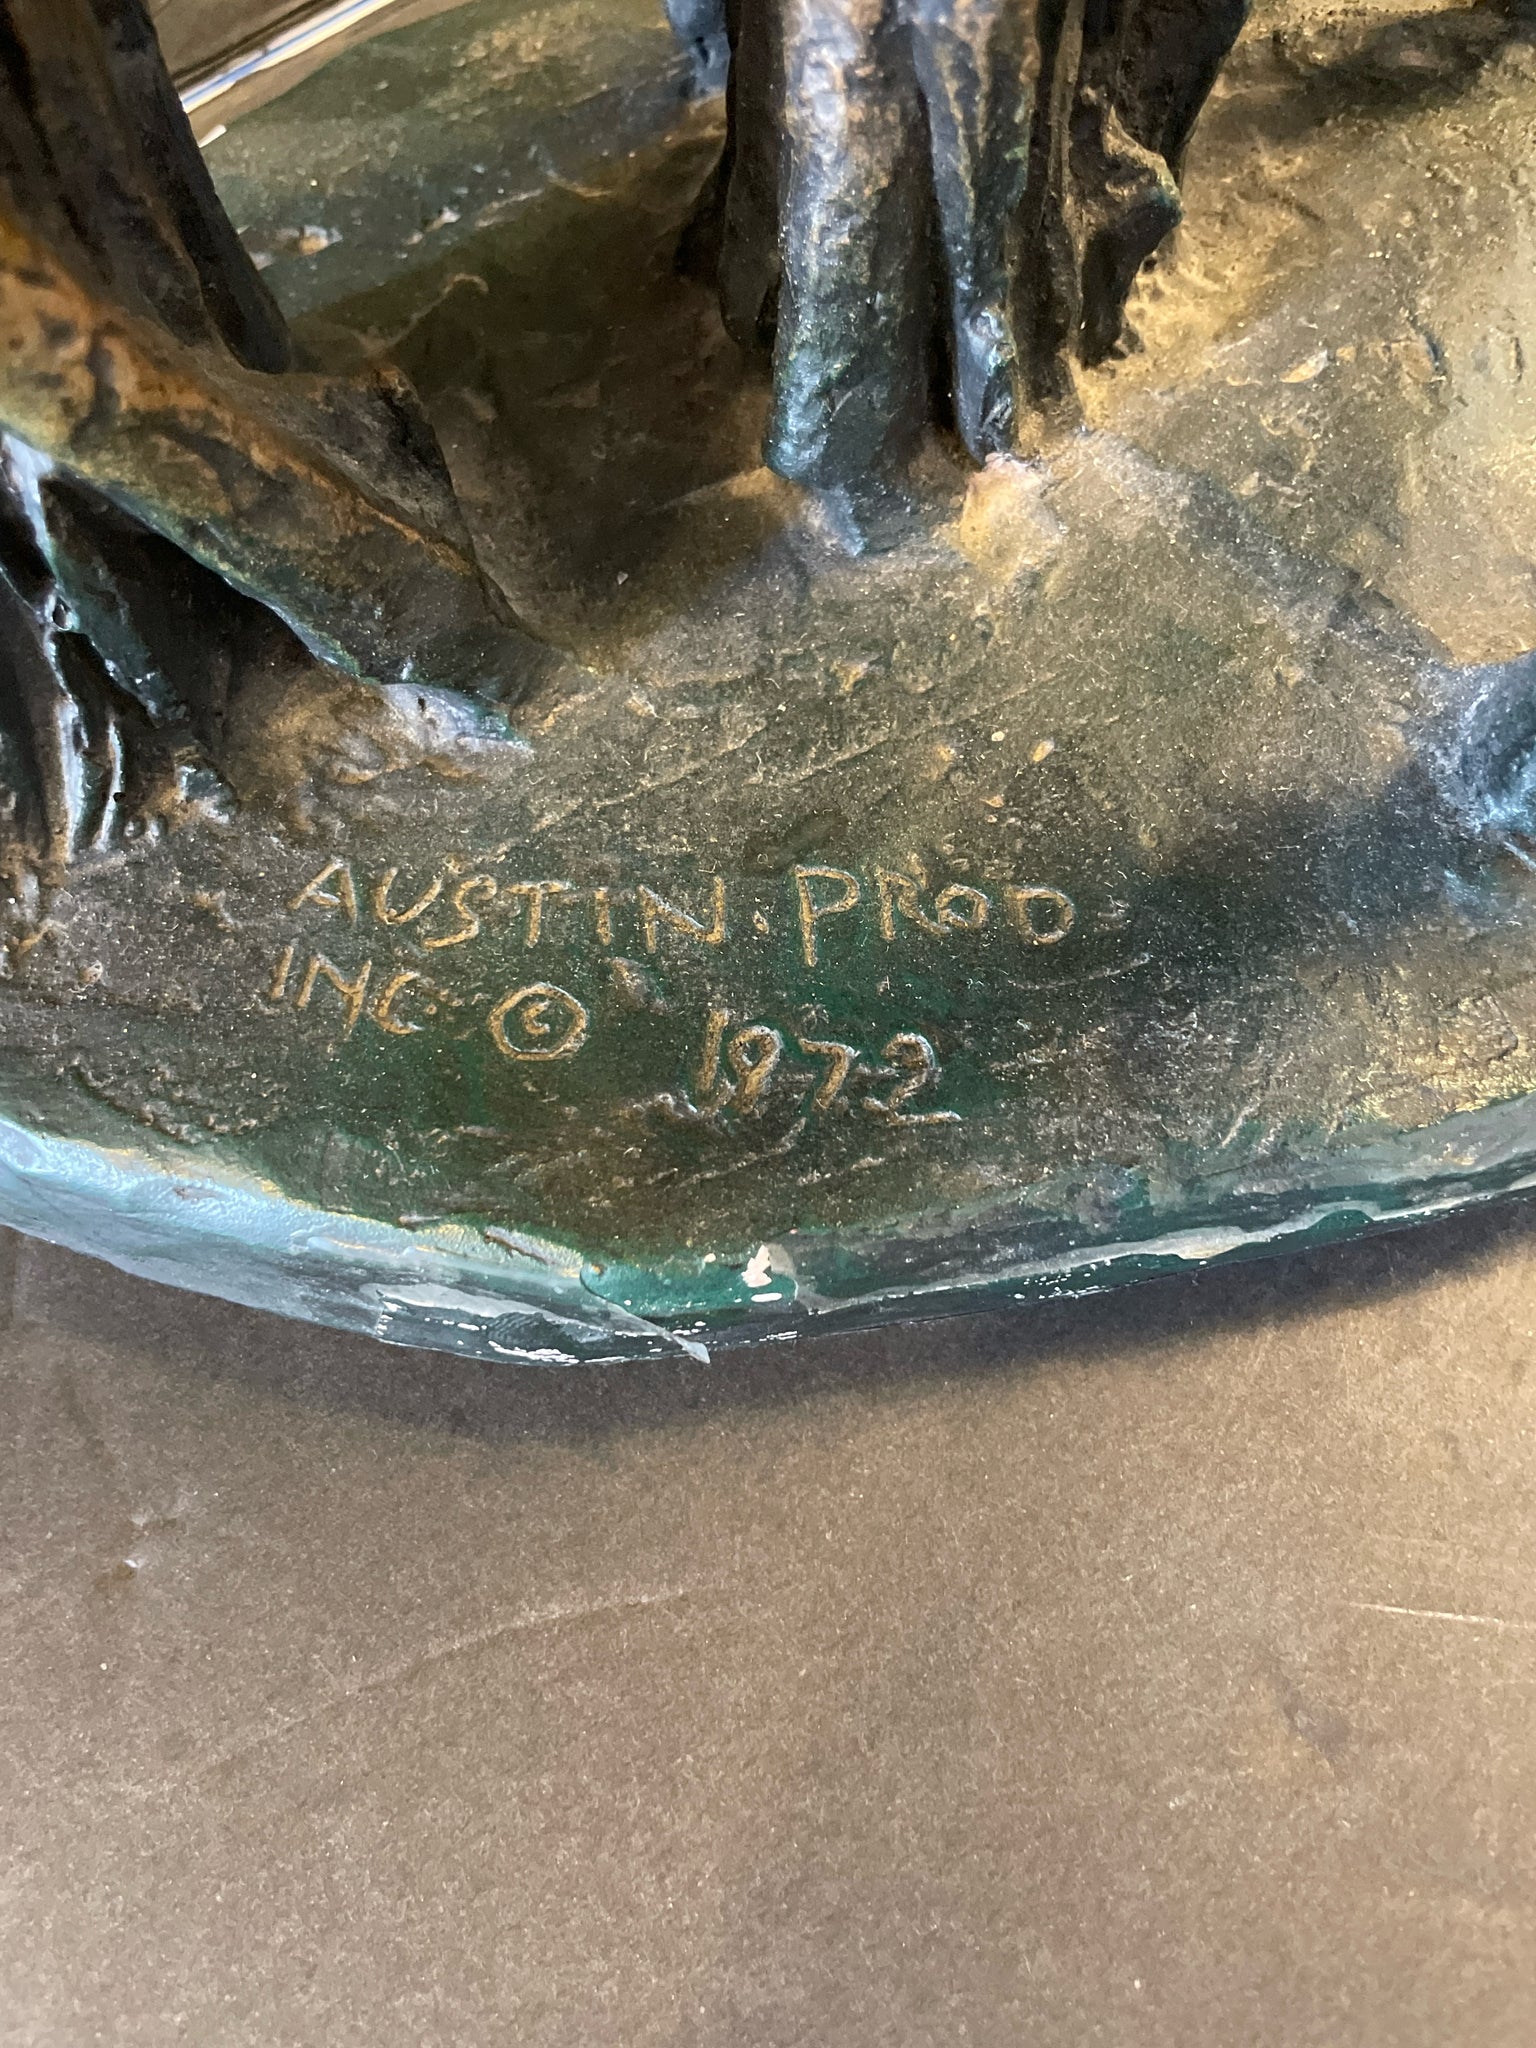 AUSTIN. PROD
INC © 1972